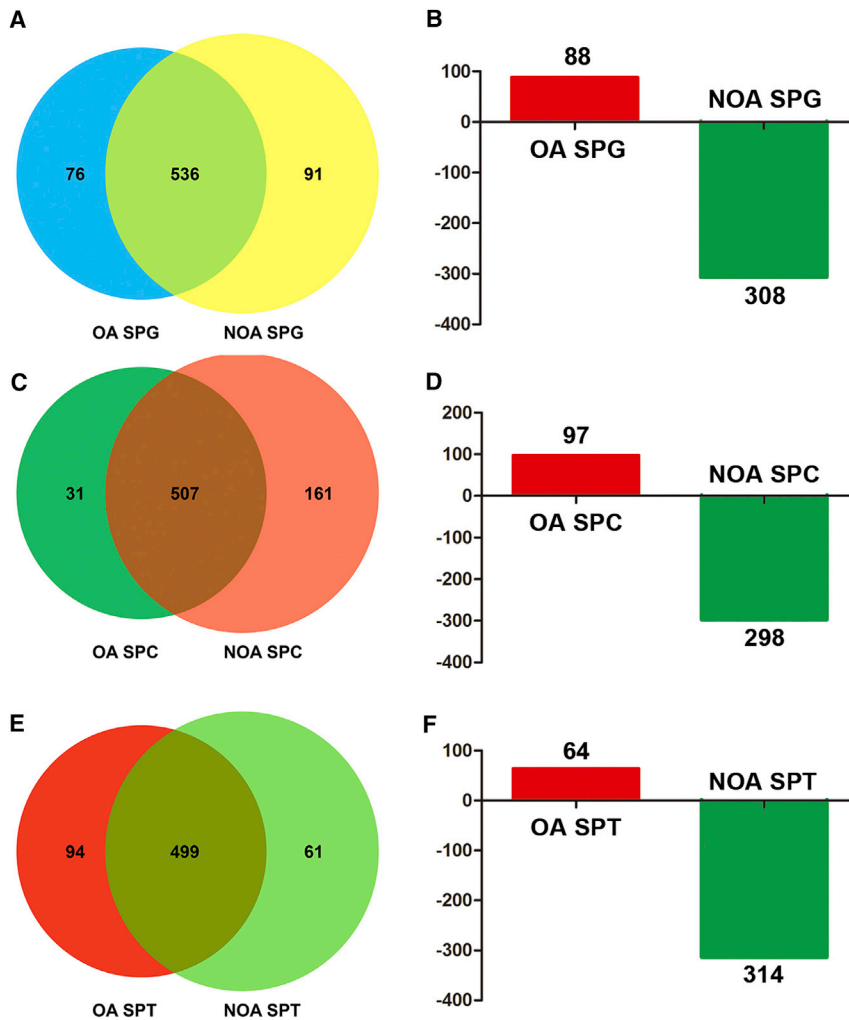 A
76
536
91
OA SPG
NOA SPG
B
88
100
0
-100
-200
-300
-400
NOA SPG
OA SPG
308
C
31
507
161
OA SPC
NOA SPC
D
97
200
100
0
-100
-200
-300
-400
NOA SPC
OA SPC
298
E
94
499
61
OA SPT
NOA SPT
F
64
100
0
-100
-200
-300
-400
NOA SPT
OA SPT
314